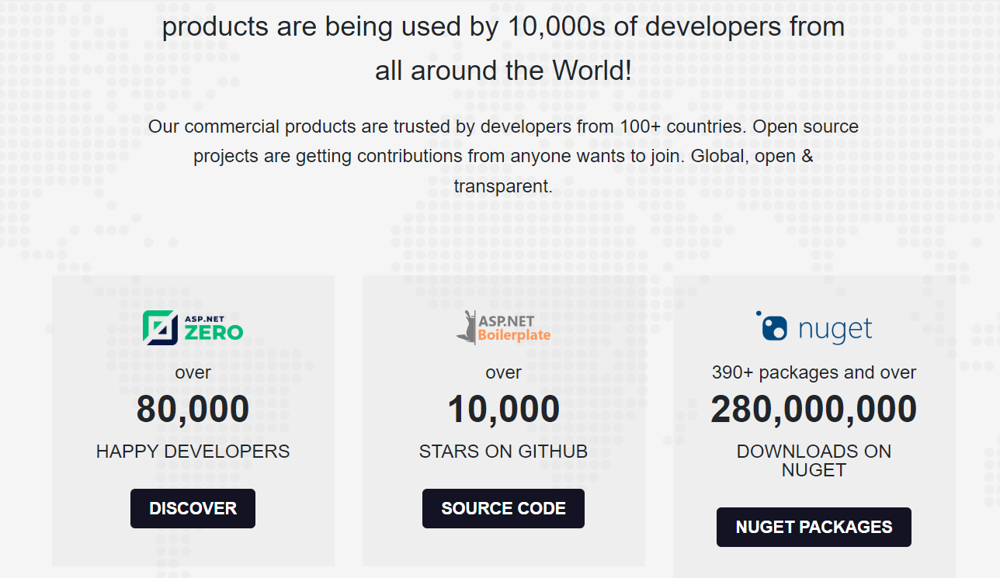 products are being used by 10,000s of developers from
all around the World!
Our commercial products are trusted by developers from 100+ countries. Open source
projects are getting contributions from anyone wants to join. Global, open &
transparent.
ASP.NET
ZERO
over
80,000
HAPPY DEVELOPERS
DISCOVER
ASP.NET
Boilerplate
over
10,000
STARS ON GITHUB
SOURCE CODE
nuget
390+ packages and over
280,000,000
DOWNLOADS ON
NUGET
NUGET PACKAGES